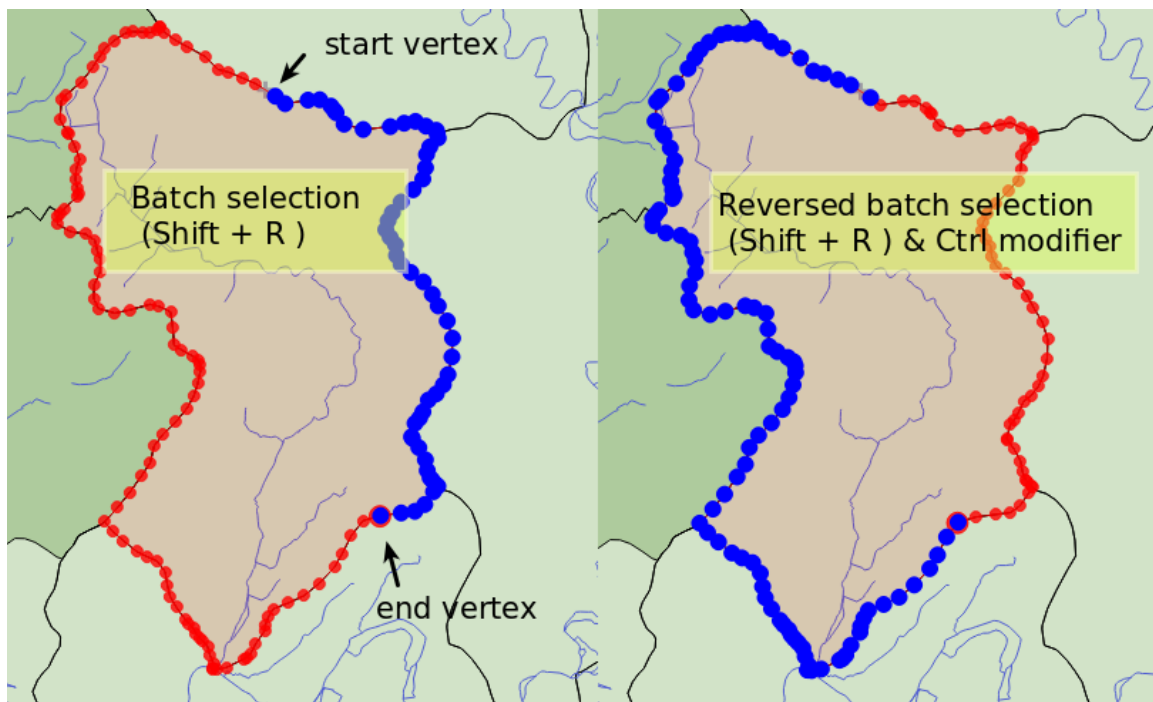 start vertex
Batch selection
(Shift + R )
end vertex
Reversed batch selection
(Shift + R ) & Ctrl modifier